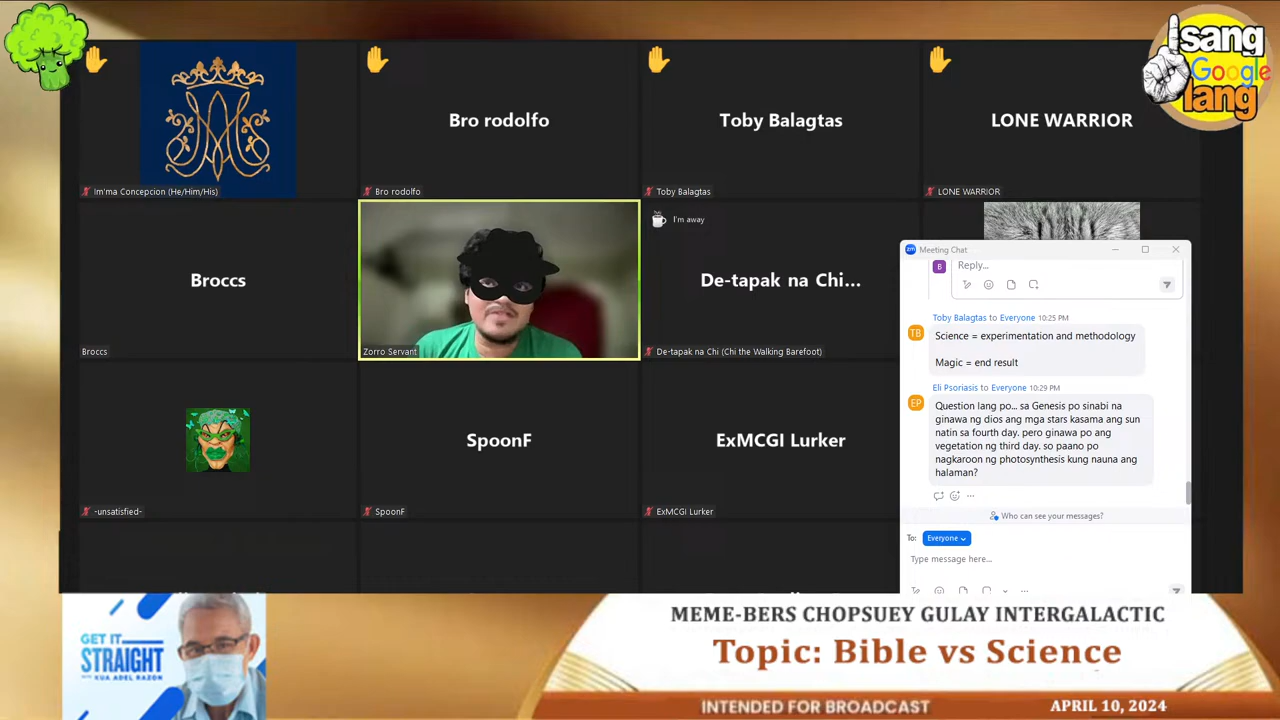 Isang
Google
lang
Bro rodolfo
Toby Balagtas
LONE WARRIOR
Im'ma Concepcion (He/Him/His)
Bro rodolfo
Toby Balagtas
LONE WARRIOR
I'm away
Broccs
De-tapak na Chi...
Broccs
Zorro Servant
De-tapak na Chi (Chi the Walking Barefoot)
SpoonF
ExMCGI Lurker
-unsatisfied-
SpoonF
ExMCGI Lurker
zm
Meeting Chat
B
Reply...
Toby Balagtas to Everyone 10:25 PM
TB
Science = experimentation and methodology
Magic = end result
Eli Psoriasis to Everyone 10:29 PM
EP
Question lang po... sa Genesis po sinabi na
ginawa ng dios ang mga stars kasama ang sun
natin sa fourth day. pero ginawa po ang
vegetation ng third day. so paano po
nagkaroon ng photosynthesis kung nauna ang
halaman?
Who can see your messages?
To: Everyone
Type message here...
GET IT
STRAIGHT
WITH KUA ADEL RAZON
MEME-BERS CHOPSUEY GULAY INTERGALACTIC
Topic: Bible vs Science
INTENDED FOR BROADCAST
APRIL 10, 2024